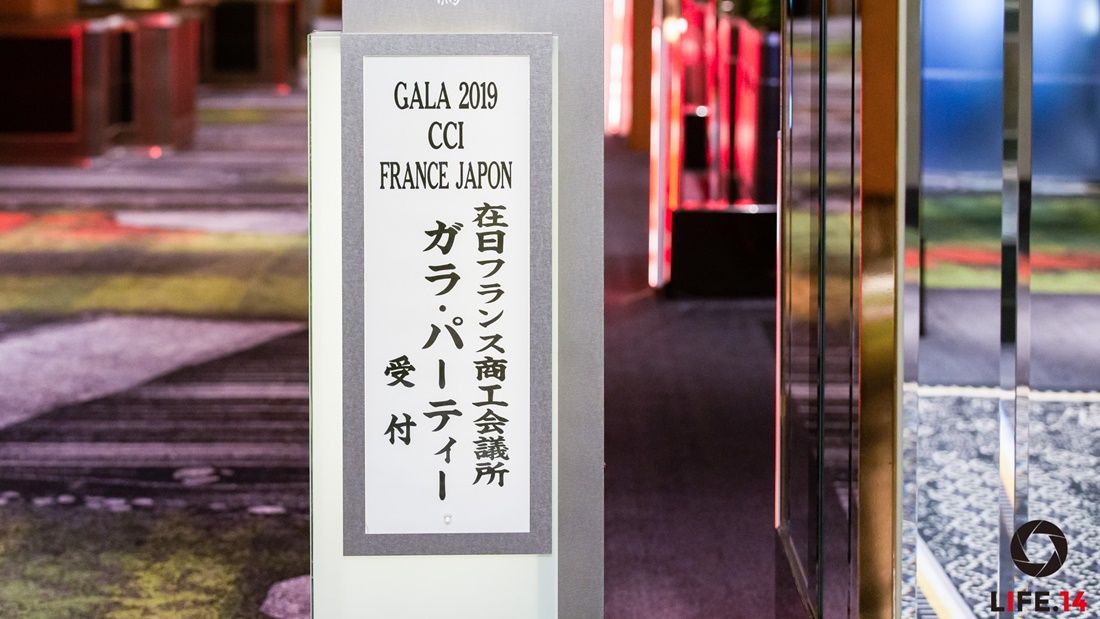 GALA 2019
CCI
FRANCE JAPON
在日フランス商工会議所
ガラ・パーティー
受付
LIFE.14